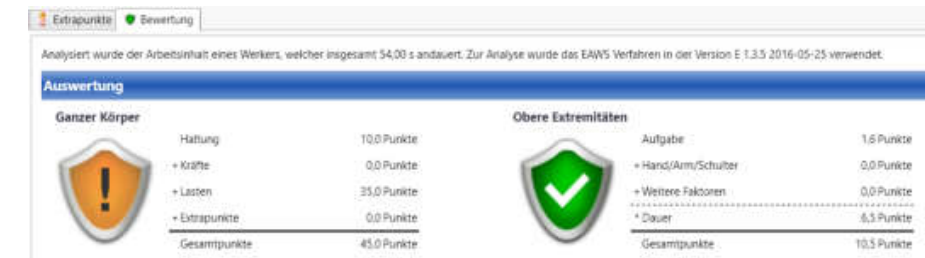 Extrapunkte Bewertung
Analysiert wurde der Arbeitsinhalt eines Werkers, welcher insgesamt 54,00 s andauert. Zur Analyse wurde das EAWS Verfahren in der Version E 1.3.5 2016-05-25 verwendet.
Auswertung
Ganzer Körper
Haltung 10,0 Punkte
+ Kräfte 0,0 Punkte
+ Lasten 35,0 Punkte
+ Extrapunkte 0,0 Punkte
Gesamtpunkte 45,0 Punkte
Obere Extremitäten
Aufgabe 1,6 Punkte
+ Hand/Arm/Schulter 0,0 Punkte
+ Weitere Faktoren 0,0 Punkte
* Dauer 6,5 Punkte
Gesamtpunkte 10,5 Punkte